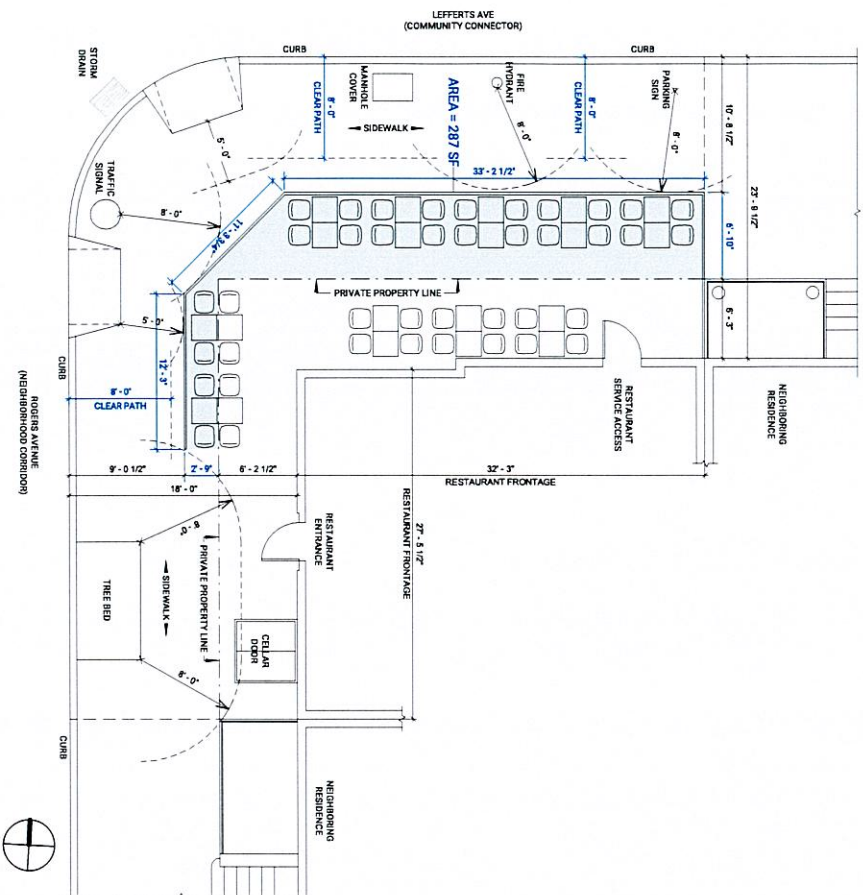 LEFFERTS AVE
(COMMUNITY CONNECTOR)
CURB
CURB
STORM
DRAIN
8' - 0"
CLEAR PATH
MANHOLE
COVER
FIRE
HYDRANT
8' - 0"
CLEAR PATH
PARKING
SIGN
10' - 8 1/2"
23' - 9 1/2"
SIDEWALK
AREA = 287 SF
8' - 0"
8' - 0"
5' - 0"
33' - 2 1/2"
TRAFFIC
SIGNAL
8' - 0"
11' - 9 3/4"
6' - 10"
PRIVATE PROPERTY LINE
6' - 3"
5' - 0"
12' - 3"
CURB
8' - 0"
CLEAR PATH
RESTAURANT
SERVICE ACCESS
NEIGHBORING
RESIDENCE
ROGERS AVENUE
(NEIGHBORHOOD CORRIDOR)
9' - 0 1/2"
2' - 9"
6' - 2 1/2"
32' - 3"
RESTAURANT FRONTAGE
18' - 0"
27' - 5 1/2"
RESTAURANT FRONTAGE
RESTAURANT
ENTRANCE
8' - 0"
TREE BED
SIDEWALK
PRIVATE PROPERTY LINE
CELLAR
DOOR
8' - 0"
CURB
NEIGHBORING
RESIDENCE